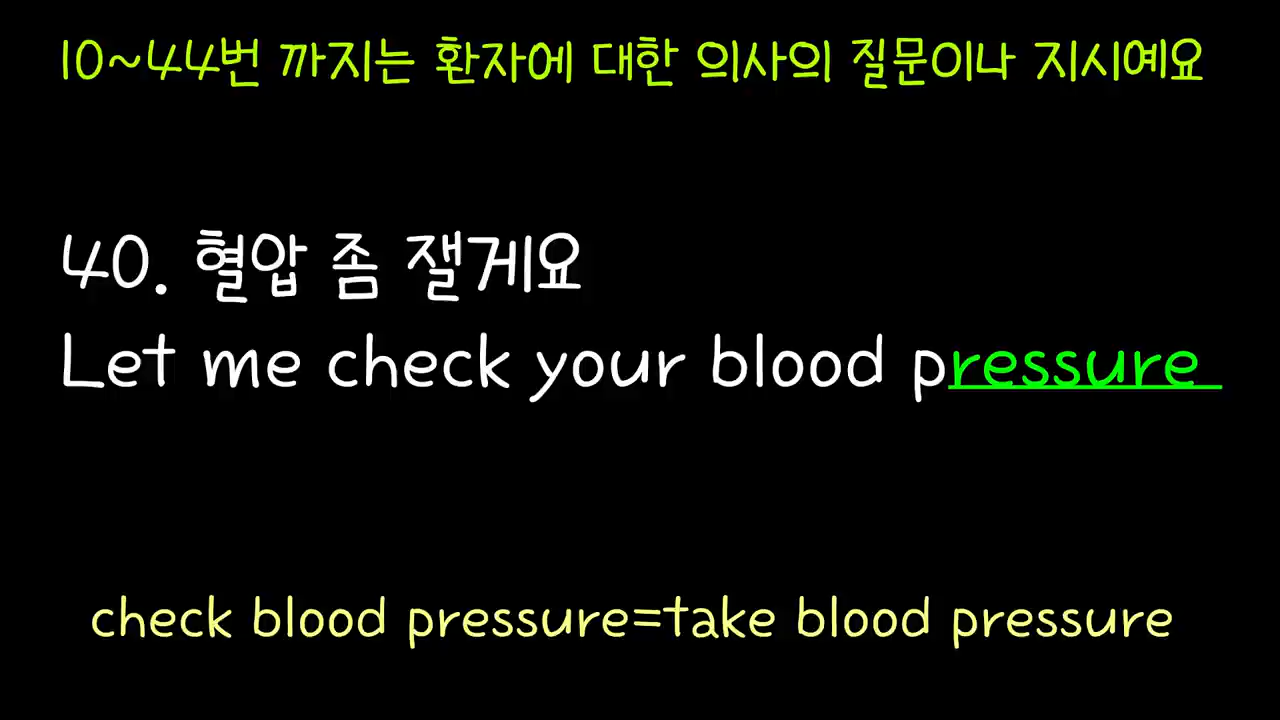 10~44번 까지는 환자에 대한 의사의 질문이나 지시예요
40. 혈압 좀 잴게요
Let me check your blood pressure
check blood pressure=take blood pressure